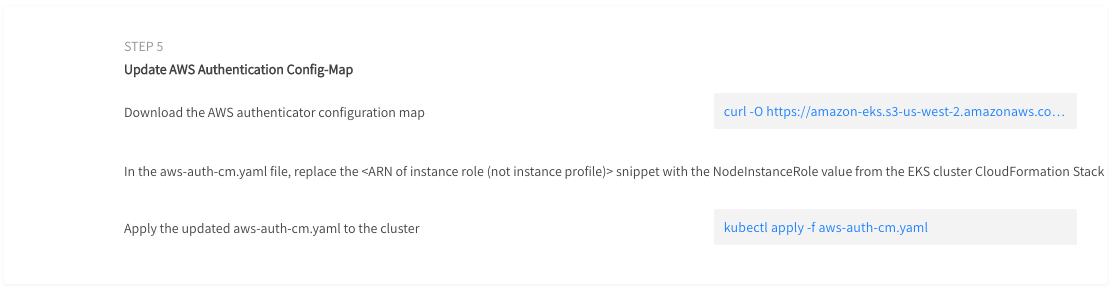 STEP 5
Update AWS Authentication Config-Map
Download the AWS authenticator configuration map
curl -O https://amazon-eks.s3-us-west-2.amazonaws.co...
In the aws-auth-cm.yaml file, replace the <ARN of instance role (not instance profile)> snippet with the NodeInstanceRole value from the EKS cluster CloudFormation Stack
Apply the updated aws-auth-cm.yaml to the cluster
kubectl apply -f aws-auth-cm.yaml